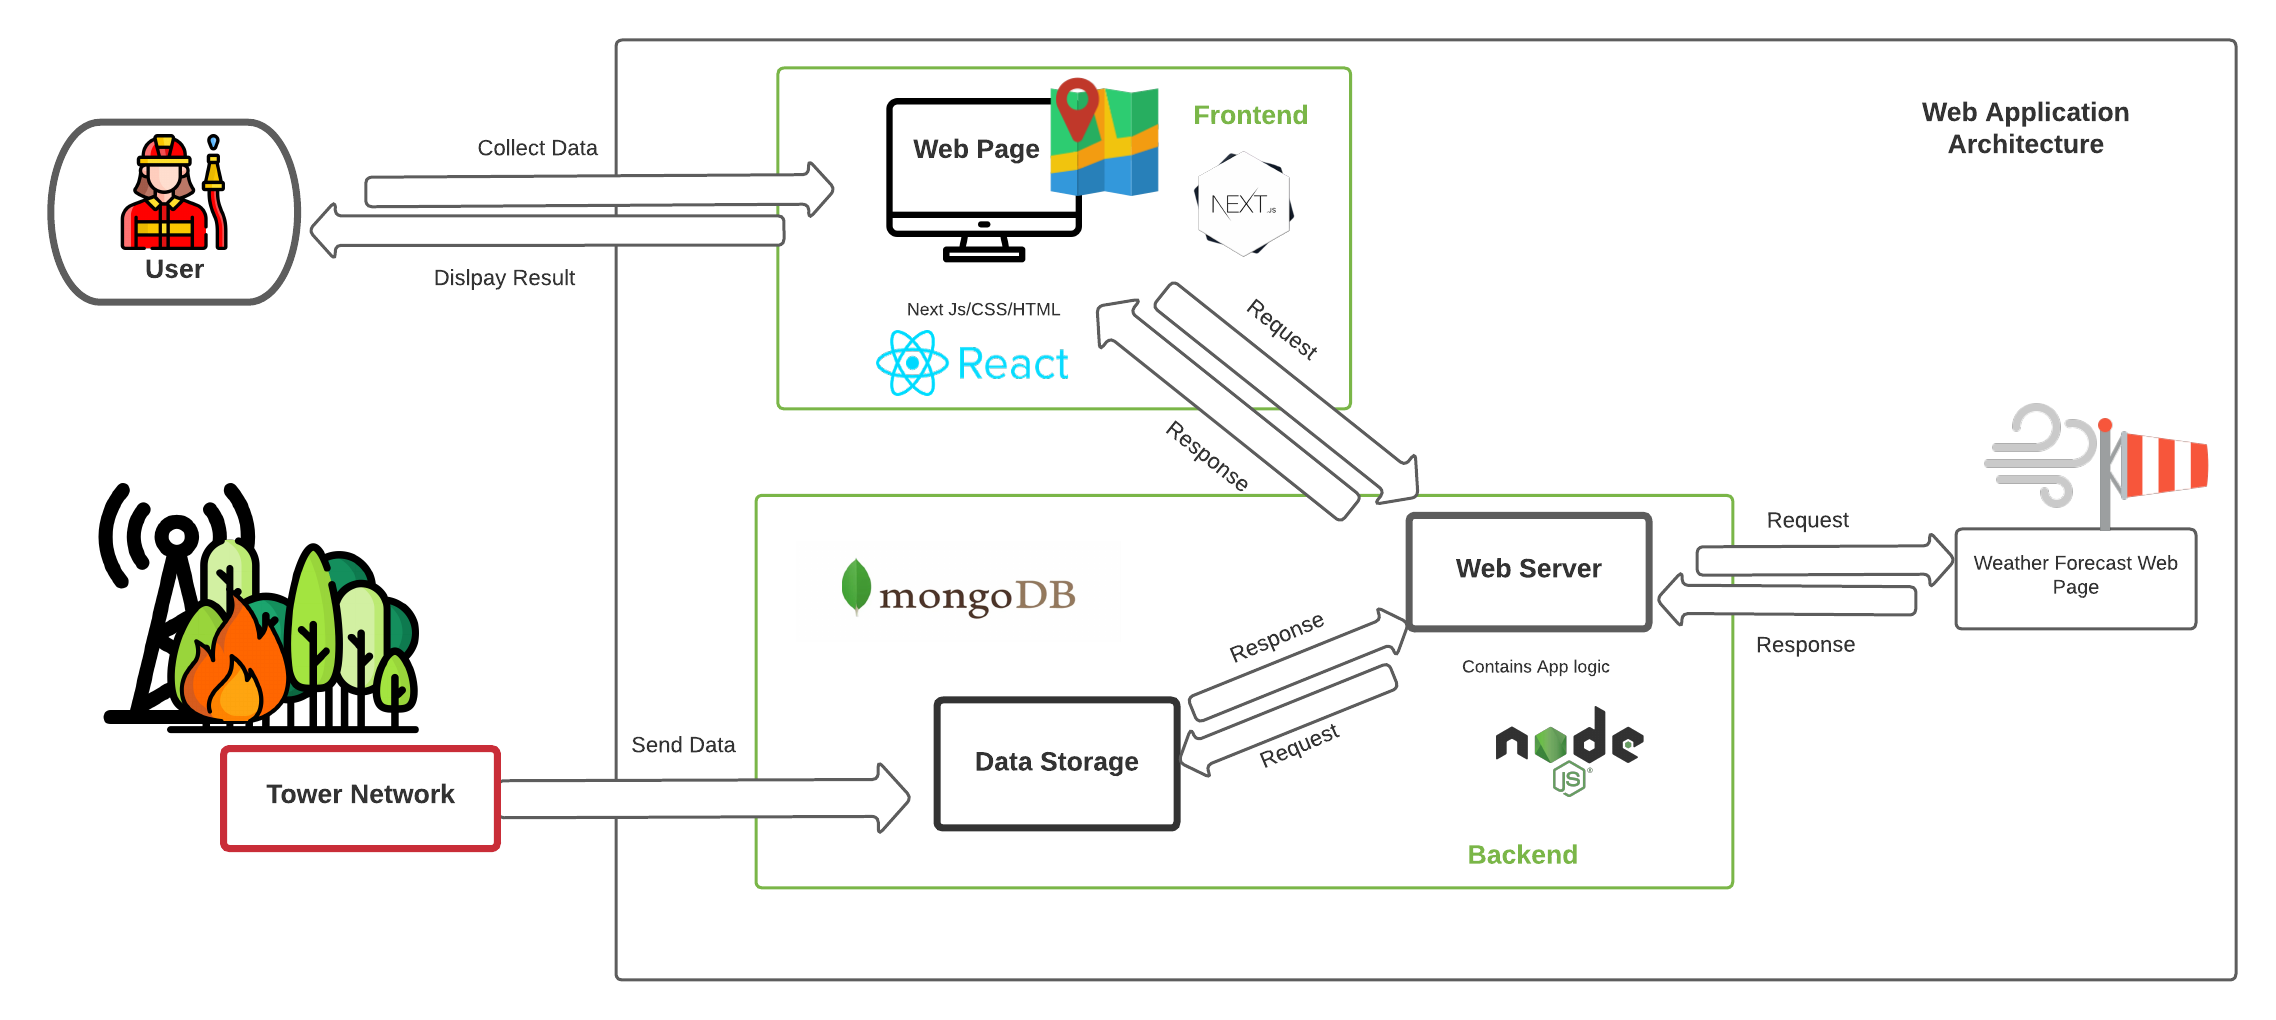 Web Application
Architecture
Frontend
Web Page
NEXT.JS
Collect Data
User
Dislpay Result
Next Js/CSS/HTML
React
Request
Response
Request
Weather Forecast Web
Page
Response
Web Server
Contains App logic
mongoDB
Response
Request
node
JS
®
Data Storage
Send Data
Tower Network
Backend